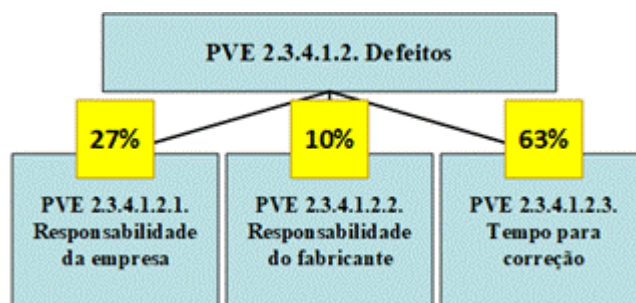 PVE 2.3.4.1.2. Defeitos
27%
10%
63%
PVE 2.3.4.1.2.1.
Responsabilidade
da empresa
PVE 2.3.4.1.2.2.
Responsabilidade
do fabricante
PVE 2.3.4.1.2.3.
Tempo para
correção